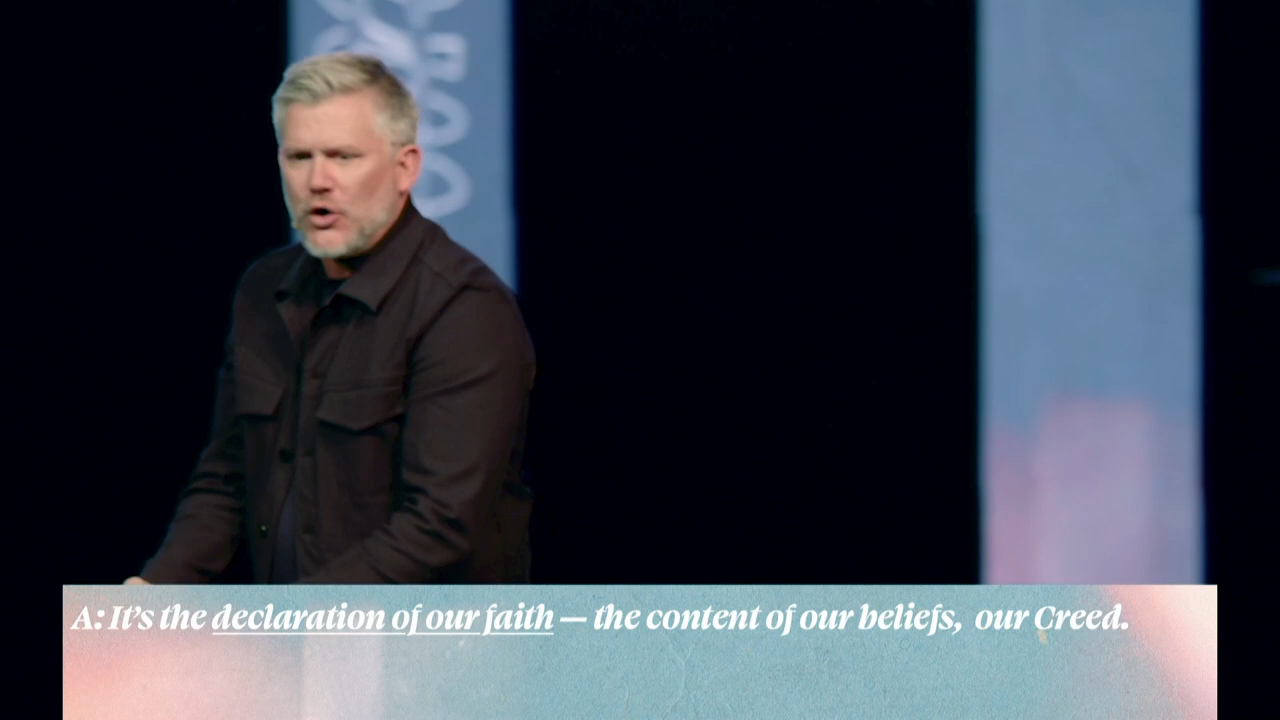 A: It’s the declaration of our faith — the content of our beliefs, our Creed.